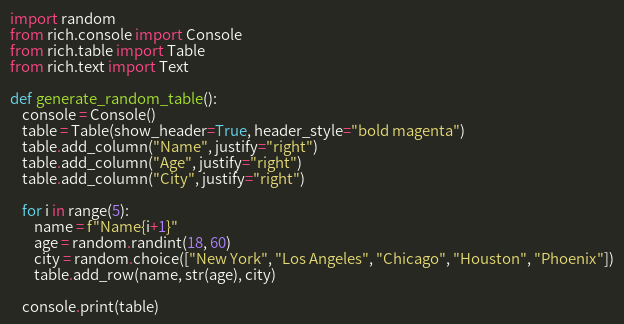 import random
from rich.console import Console
from rich.table import Table
from rich.text import Text

def generate_random_table():
    console = Console()
    table = Table(show_header=True, header_style="bold magenta")
    table.add_column("Name", justify="right")
    table.add_column("Age", justify="right")
    table.add_column("City", justify="right")

    for i in range(5):
        name = f"Name{i+1}"
        age = random.randint(18, 60)
        city = random.choice(["New York", "Los Angeles", "Chicago", "Houston", "Phoenix"])
        table.add_row(name, str(age), city)

    console.print(table)